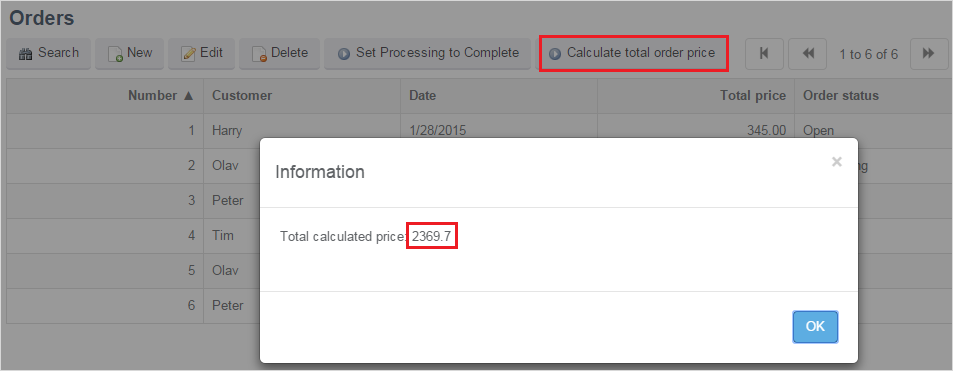 Orders
Search New Edit Delete Set Processing to Complete Calculate total order price 1 to 6 of 6
Number ▲ Customer Date Total price Order status
1 Harry 1/28/2015 345.00 Open
2 Olav
3 Peter
4 Tim
5 Olav
6 Peter
Information ×
Total calculated price: 2369.7
OK